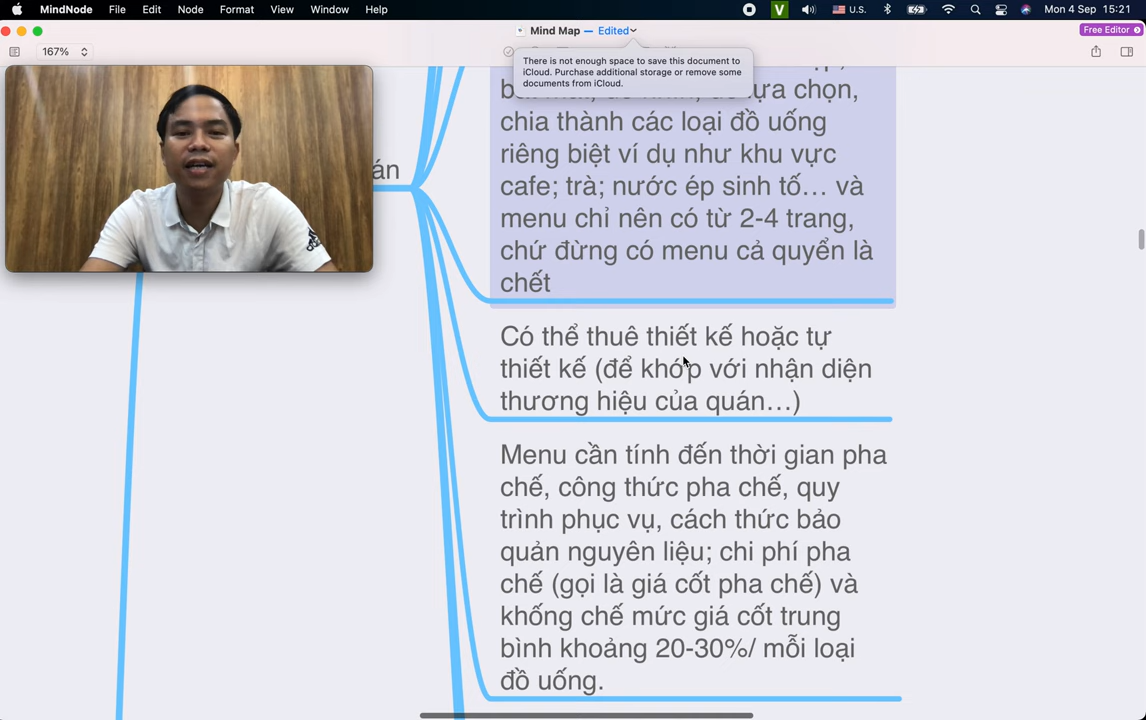 MindNode File Edit Node Format View Window Help
V U.S. Mon 4 Sep 15:21
Mind Map — Edited
Free Editor
167%
There is not enough space to save this document to
iCloud. Purchase additional storage or remove some
documents from iCloud.
lựa chọn,
chia thành các loại đồ uống
riêng biệt ví dụ như khu vực
cafe; trà; nước ép sinh tố... và
menu chỉ nên có từ 2-4 trang,
chứ đừng có menu cả quyển là
chết
án
Có thể thuê thiết kế hoặc tự
thiết kế (để khớp với nhận diện
thương hiệu của quán...)
Menu cần tính đến thời gian pha
chế, công thức pha chế, quy
trình phục vụ, cách thức bảo
quản nguyên liệu; chi phí pha
chế (gọi là giá cốt pha chế) và
khống chế mức giá cốt trung
bình khoảng 20-30%/ mỗi loại
đồ uống.